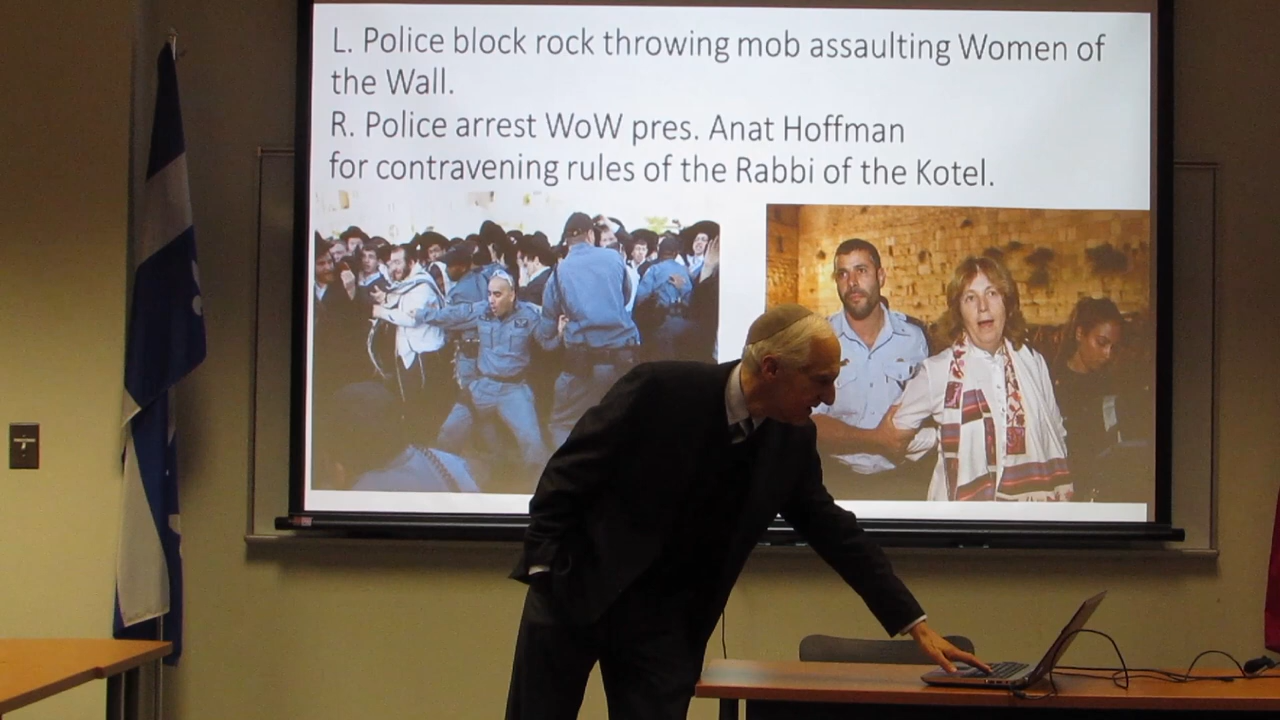 L. Police block rock throwing mob assaulting Women of
the Wall.
R. Police arrest WoW pres. Anat Hoffman
for contravening rules of the Rabbi of the Kotel.